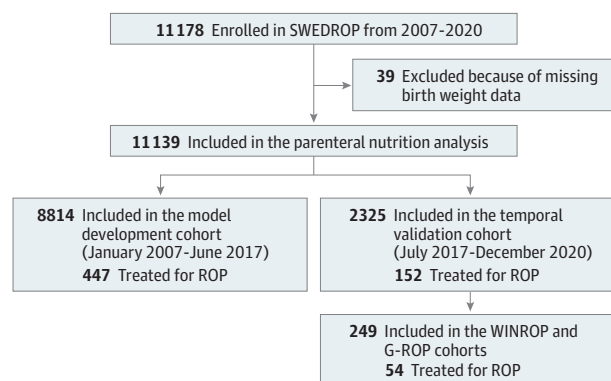 11178 Enrolled in SWEDROP from 2007-2020
39 Excluded because of missing
birth weight data
11139 Included in the parenteral nutrition analysis
8814 Included in the model
development cohort
(January 2007-June 2017)
447 Treated for ROP
2325 Included in the temporal
validation cohort
(July 2017-December 2020)
152 Treated for ROP
249 Included in the WINROP and
G-ROP cohorts
54 Treated for ROP